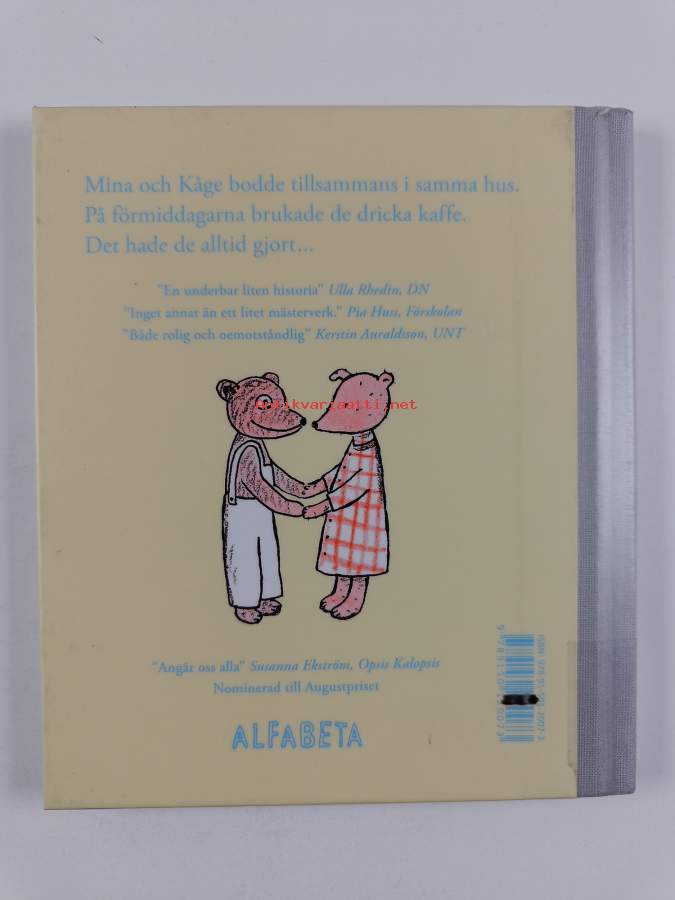 Mina och Kåge bodde tillsammans i samma hus.
På förmiddagarna brukade de dricka kaffe.
Det hade de alltid gjort...
"En underbar liten historia" Ulla Rhedin, DN
"Inget annat än ett litet mästerverk." Pia Huss, Förskolan
"Både rolig och oemotståndlig" Kerstin Auraldsson, UNT
antikvariaatti.net
"Angår oss alla" Susanna Ekström, Opsis Kalopsis
Nominerad till Augustpriset
ALFABETA